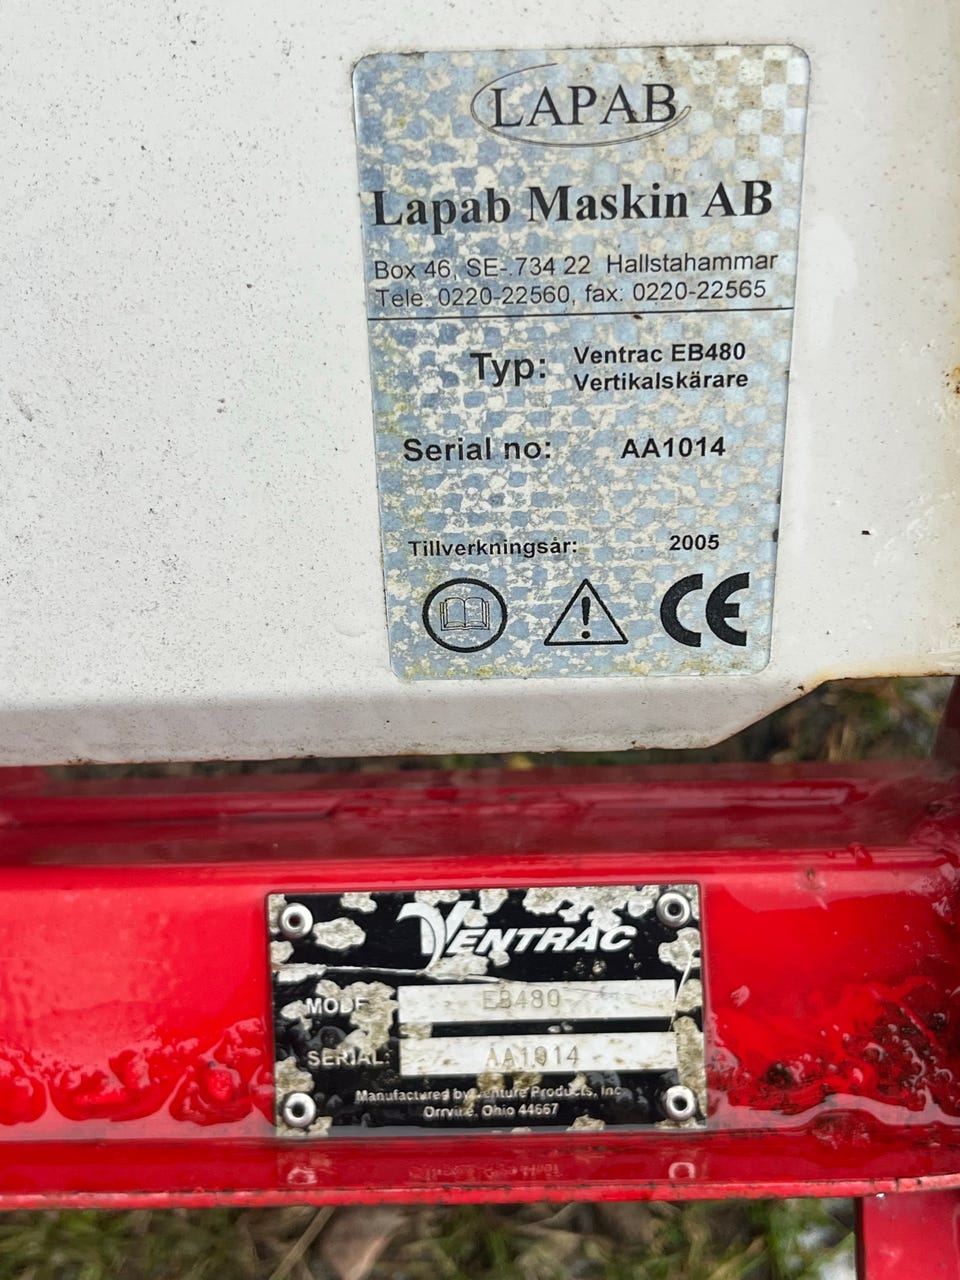 LAPAB
Lapab Maskin AB
Box 46, SE-.734 22 Hallstahammar
Tele: 0220-22560, fax: 0220-22565
Typ: Ventrac EB480
Vertikalskärare
Serial no: AA1014
Tillverkningsår: 2005
CE
VENTRAC
MODEL EB480
SERIAL: AA1014
Manufactured by Venture Products, Inc
Orrville, Ohio 44667